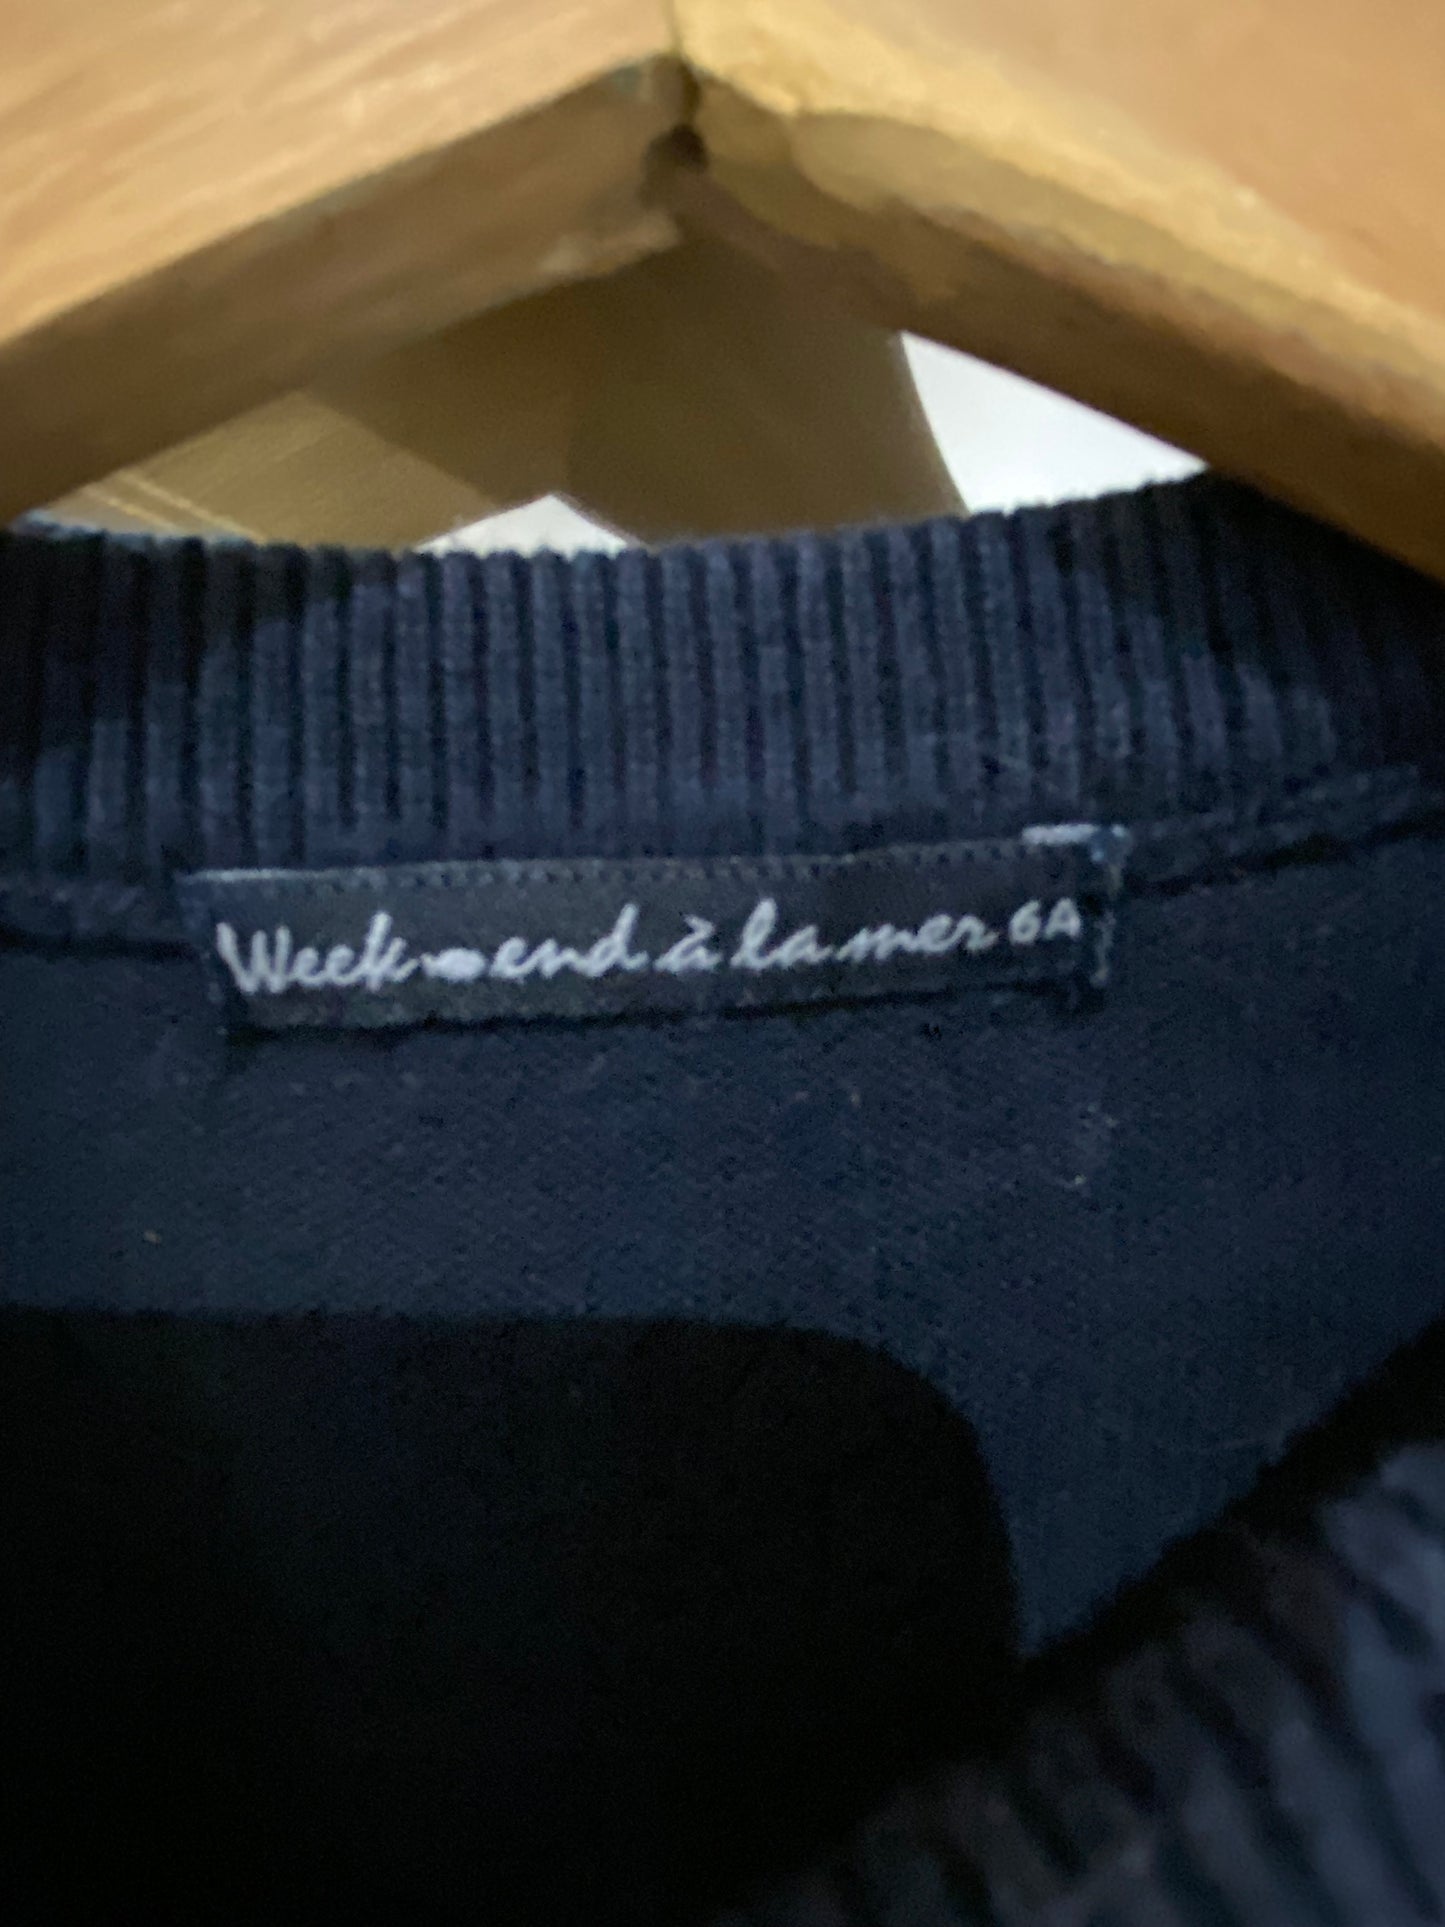 Week-end à la mer 6A